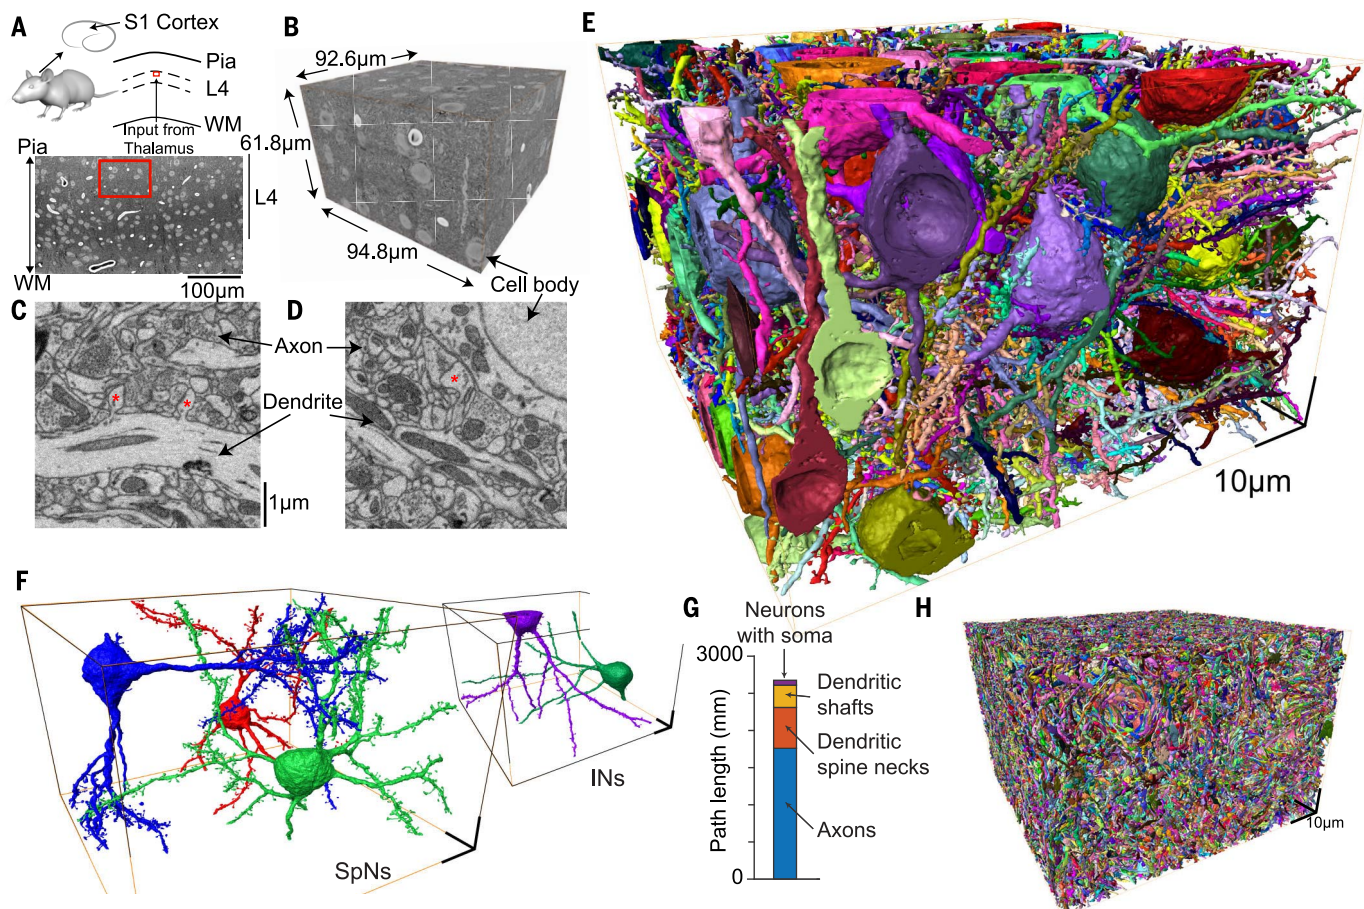 A
S1 Cortex
Pia
L4
WM
Input from
Thalamus
Pia
L4
WM
100µm
B
92.6µm
61.8µm
94.8µm
Cell body
C
Axon
*
*
Dendrite
1µm
D
*
E
10µm
F
SpNs
INs
G
Neurons
with soma
3000
Path length (mm)
0
Dendritic
shafts
Dendritic
spine necks
Axons
H
10µm